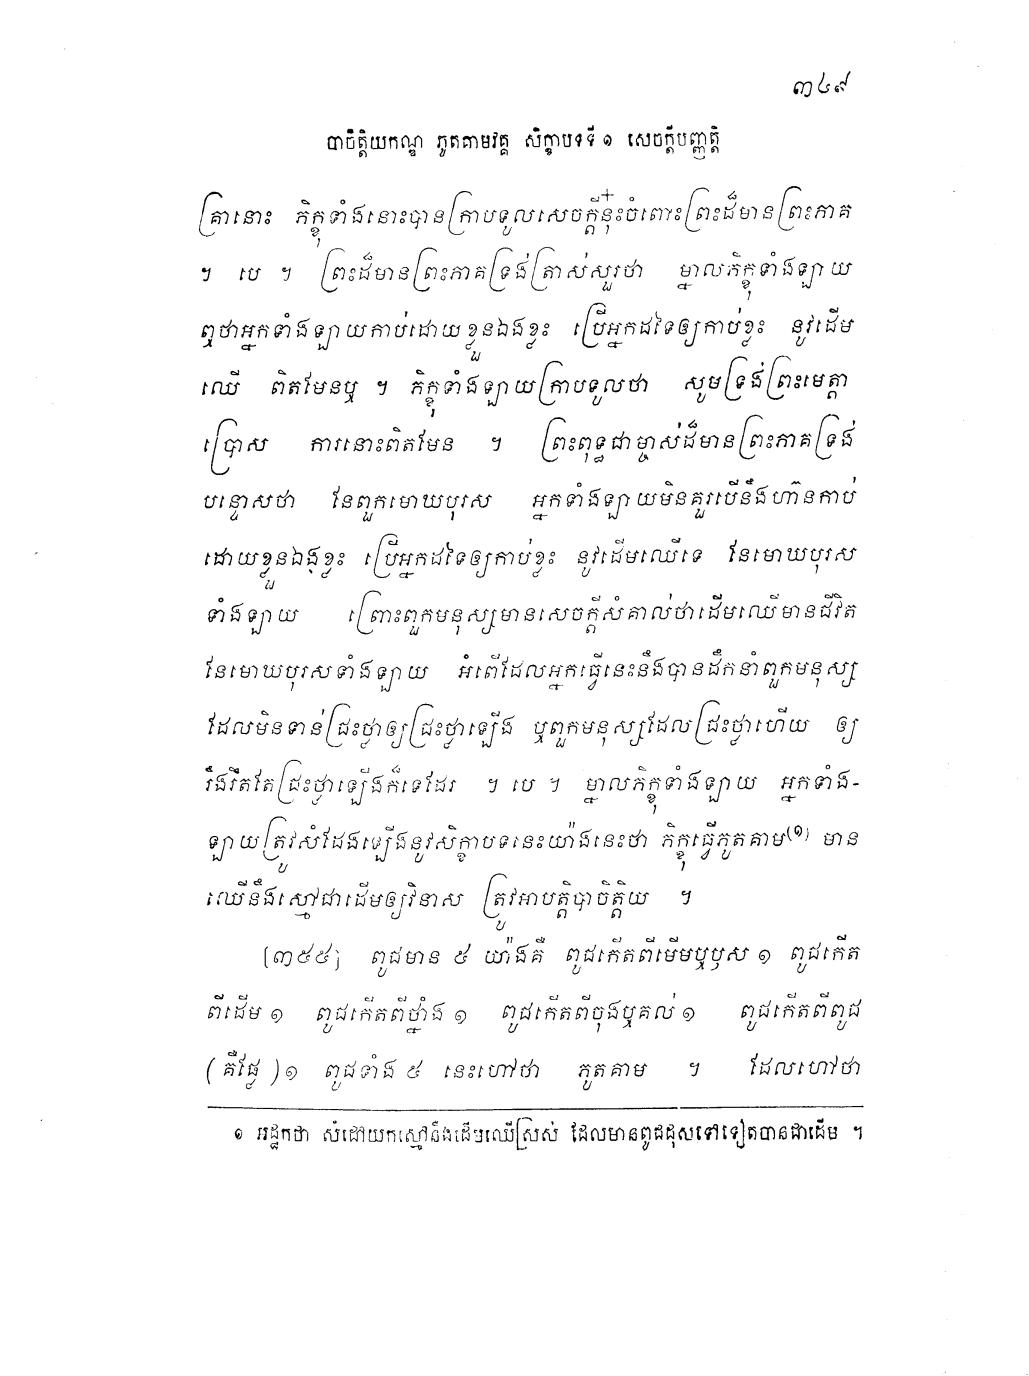 ៣៤៩
បាចិត្តិយកណ្ឌ ភូតគាមវគ្គ សិក្ខាបទទី ១ សេចក្តីបញ្ញត្តិ
គ្រានោះ ភិក្ខុទាំងនោះបានក្រាបទូលសេចក្តីនុ៎ះចំពោះព្រះដ៏មានព្រះភាគ
។ បេ ។ ព្រះដ៏មានព្រះភាគទ្រង់ត្រាស់សួរថា ម្នាលភិក្ខុទាំងឡាយ
ឮថាអ្នកទាំងឡាយកាប់ដោយខ្លួនឯងខ្លះ ប្រើអ្នកដទៃឲ្យកាប់ខ្លះ នូវដើម
ឈើ ពិតមែនឬ ។ ភិក្ខុទាំងឡាយក្រាបទូលថា សូមទ្រង់ព្រះមេត្តា
ប្រោស ការនោះពិតមែន ។ ព្រះពុទ្ធជាម្ចាស់ដ៏មានព្រះភាគទ្រង់
បន្ទោសថា នែពួកមោឃបុរស អ្នកទាំងឡាយមិនគួរបើនឹងហ៊ានកាប់
ដោយខ្លួនឯងខ្លះ ប្រើអ្នកដទៃឲ្យកាប់ខ្លះ នូវដើមឈើទេ នែមោឃបុរស
ទាំងឡាយ ព្រោះពួកមនុស្សមានសេចក្តីសំគាល់ថាដើមឈើមានជីវិត
នែមោឃបុរសទាំងឡាយ អំពើដែលអ្នកធ្វើនេះនឹងបានដឹកនាំពួកមនុស្ស
ដែលមិនទាន់ជ្រះថ្លាឲ្យជ្រះថ្លាឡើង ឬពួកមនុស្សដែលជ្រះថ្លាហើយ ឲ្យ
រឹងរឹតតែជ្រះថ្លាឡើងក៏ទេដែរ ។ បេ ។ ម្នាលភិក្ខុទាំងឡាយ អ្នកទាំង-
ឡាយត្រូវសំដែងឡើងនូវសិក្ខាបទនេះយ៉ាងនេះថា ភិក្ខុធ្វើភូតគាម(១) មាន
ឈើនឹងស្មៅជាដើមឲ្យវិនាស ត្រូវអាបត្តិបាចិត្តិយ ។
[៣៥៥] ពូជមាន ៥ យ៉ាងគឺ ពូជកើតពីមើមឬឫស ១ ពូជកើត
ពីដើម ១ ពូជកើតពីថ្នាំង ១ ពូជកើតពីចុងឬគល់ ១ ពូជកើតពីពូជ
(គឺផ្លែ) ១ ពូជទាំង ៥ នេះហៅថា ភូតគាម ។ ដែលហៅថា
១ អដ្ឋកថា សំដៅយកស្មៅនឹងដើមឈើស្រស់ ដែលមានពូជដុសទៅទៀតបានជាដើម ។